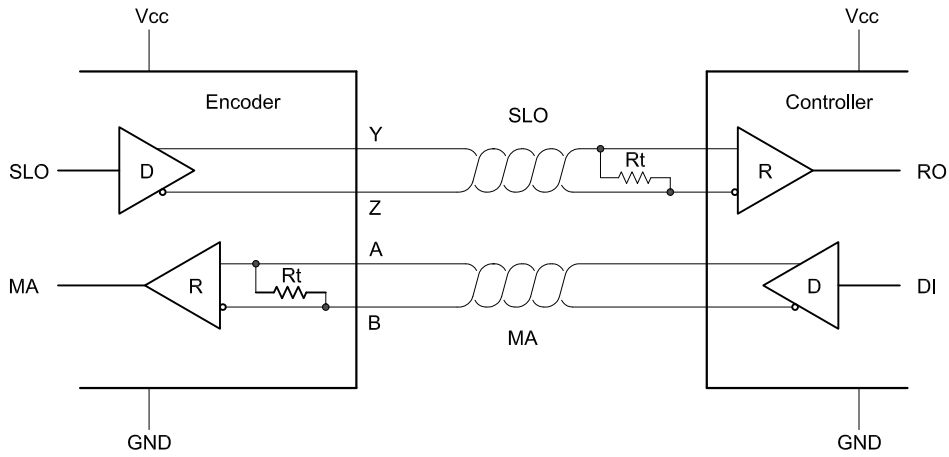 Vcc
Vcc
Encoder
SLO
Controller
Y
SLO
D
Rt
R
RO
Z
A
MA
R
Rt
D
DI
B
MA
GND
GND